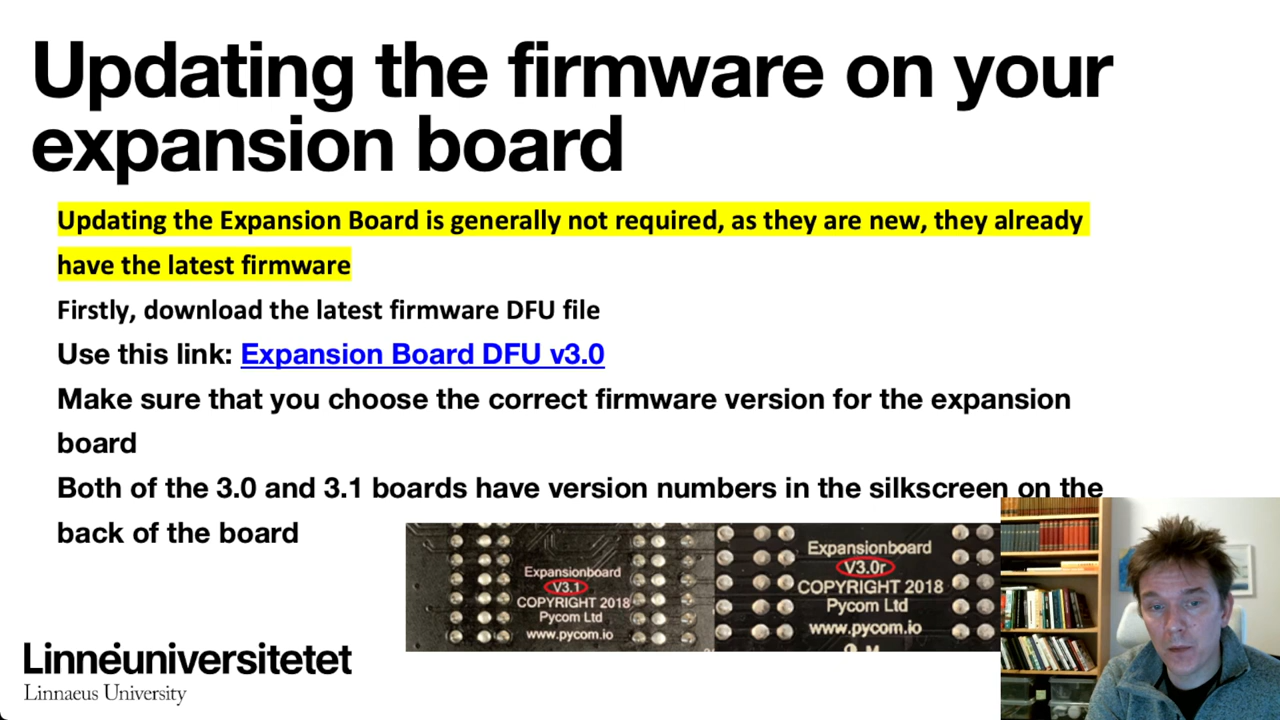 Updating the firmware on your
expansion board
Updating the Expansion Board is generally not required, as they are new, they already
have the latest firmware
Firstly, download the latest firmware DFU file
Use this link: Expansion Board DFU v3.0
Make sure that you choose the correct firmware version for the expansion
board
Both of the 3.0 and 3.1 boards have version numbers in the silkscreen on the
back of the board
Expansionboard
V3.1
COPYRIGHT 2018
Pycom Ltd
www.pycom.io
Expansionboard
V3.0r
COPYRIGHT 2018
Pycom Ltd
www.pycom.io
Linnéuniversitetet
Linnaeus University